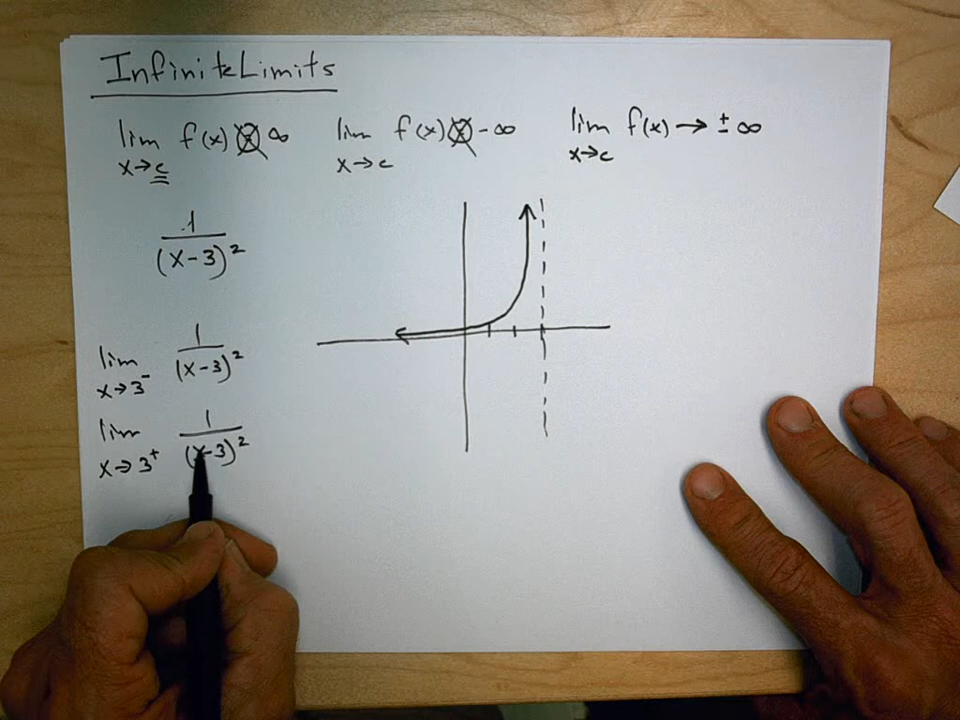 Infinite Limits
lim x→c f(x) = ∞ lim x→c f(x) = -∞ lim x→c f(x) → ± ∞
1/(x-3)²
lim x→3⁻ 1/(x-3)²
lim x→3⁺ 1/(x-3)²